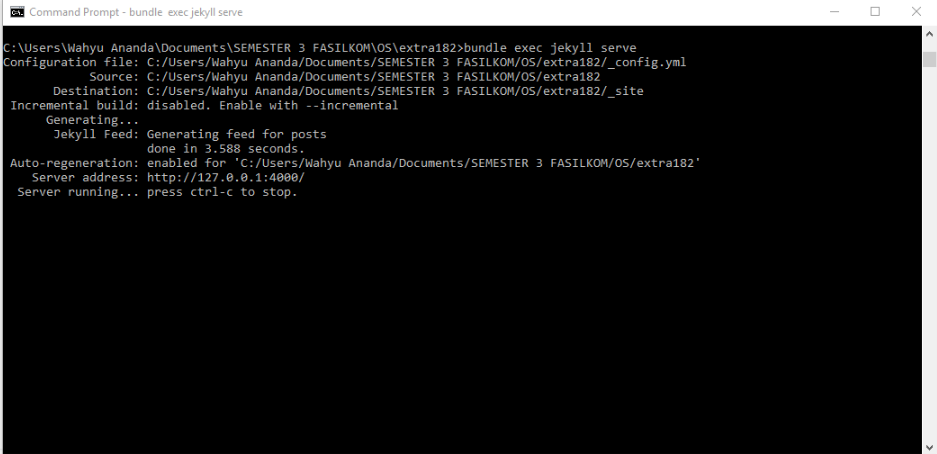 Command Prompt - bundle  exec jekyll serve
C:\Users\Wahyu Ananda\Documents\SEMESTER 3 FASILKOM\OS\extra182>bundle exec jekyll serve
Configuration file: C:/Users/Wahyu Ananda/Documents/SEMESTER 3 FASILKOM/OS/extra182/_config.yml
Source: C:/Users/Wahyu Ananda/Documents/SEMESTER 3 FASILKOM/OS/extra182
Destination: C:/Users/Wahyu Ananda/Documents/SEMESTER 3 FASILKOM/OS/extra182/_site
Incremental build: disabled. Enable with --incremental
Generating...
Jekyll Feed: Generating feed for posts
done in 3.588 seconds.
Auto-regeneration: enabled for 'C:/Users/Wahyu Ananda/Documents/SEMESTER 3 FASILKOM/OS/extra182'
Server address: http://127.0.0.1:4000/
Server running... press ctrl-c to stop.